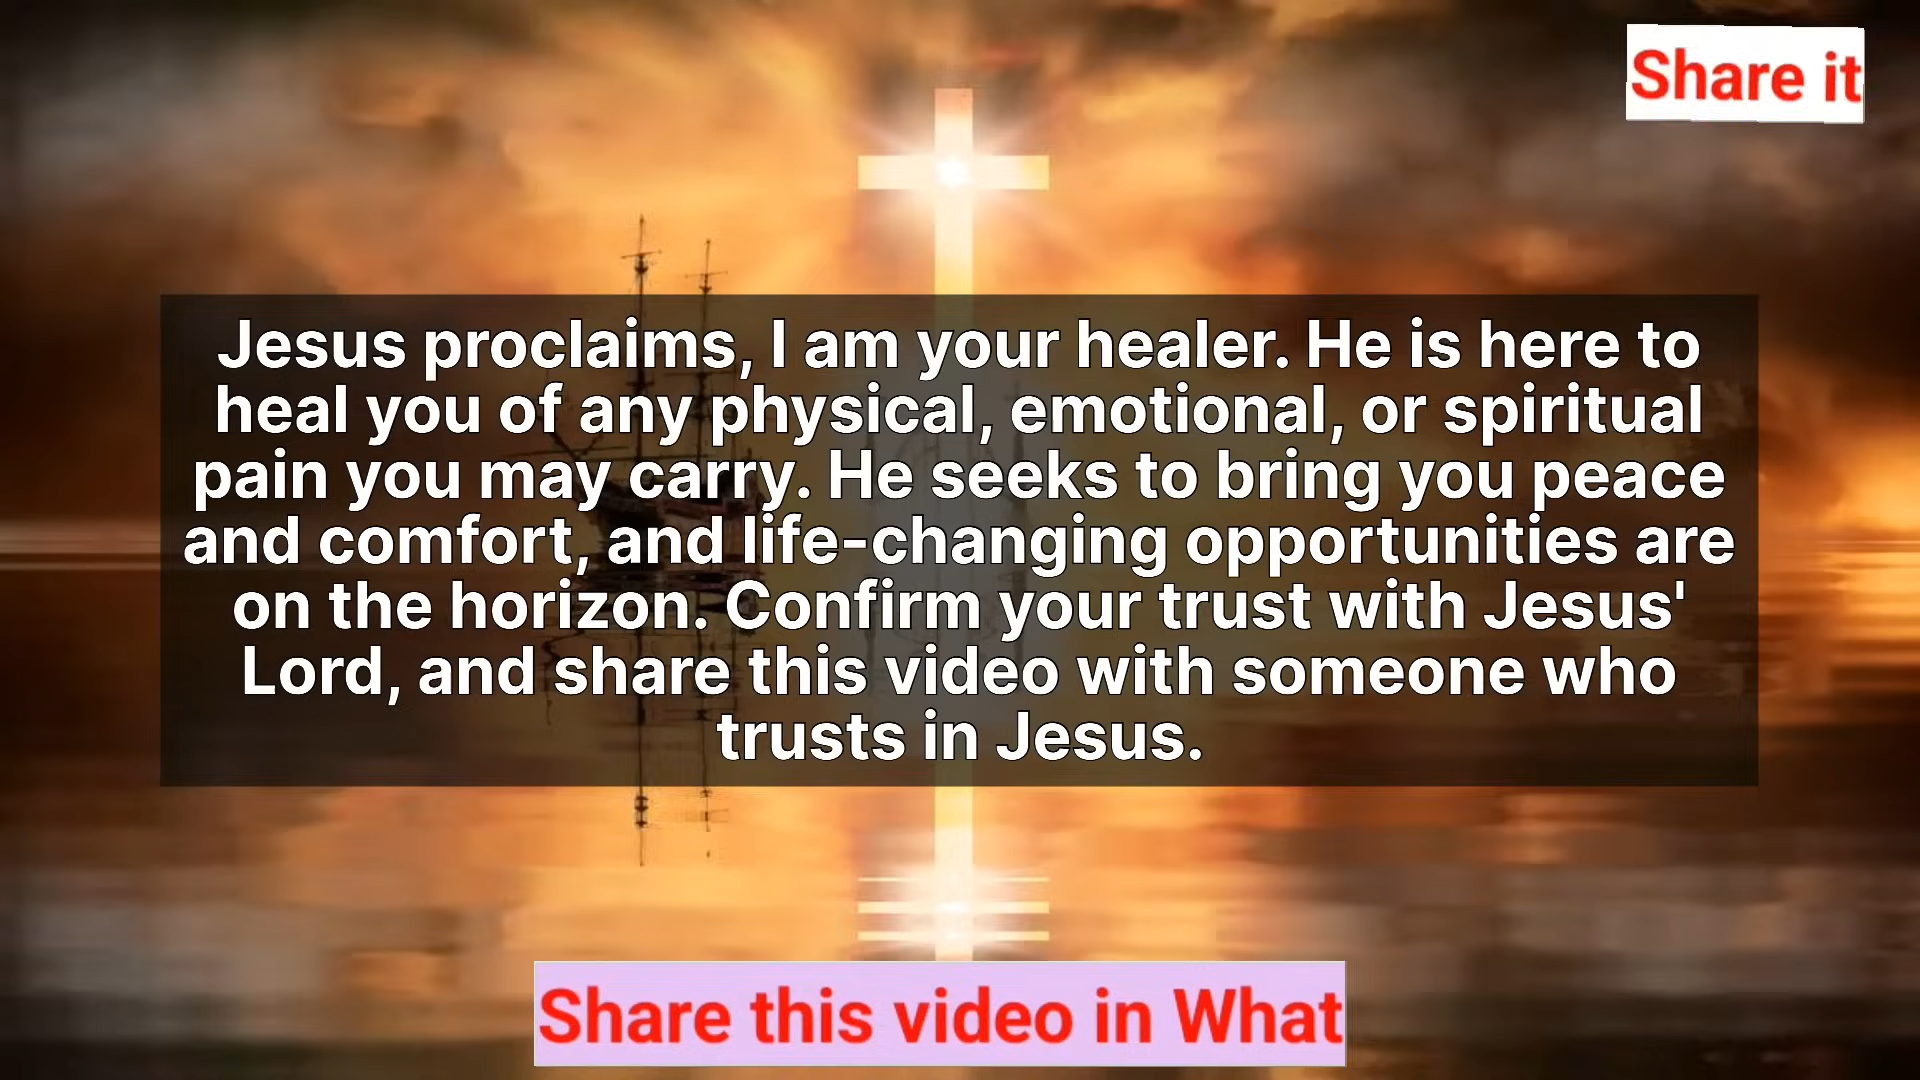 Share it
Jesus proclaims, I am your healer. He is here to
heal you of any physical, emotional, or spiritual
pain you may carry. He seeks to bring you peace
and comfort, and life-changing opportunities are
on the horizon. Confirm your trust with Jesus'
Lord, and share this video with someone who
trusts in Jesus.
Share this video in What